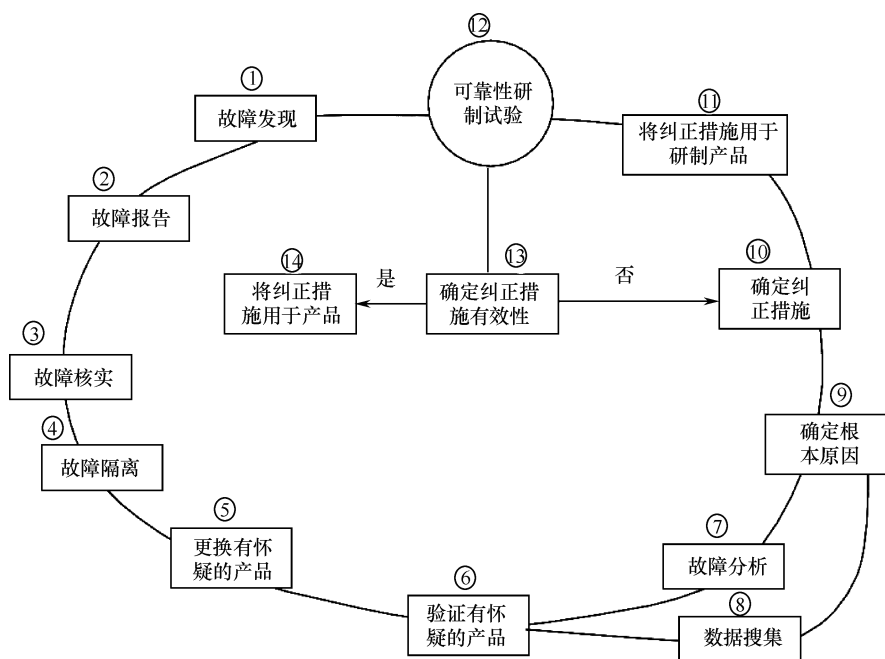 ⑫
可靠性研
制试验
①
故障发现
⑪
将纠正措施用于
研制产品
②
故障报告
⑭
将纠正措
施用于产品
是
⑬
确定纠正措
施有效性
否
⑩
确定纠
正措施
③
故障核实
④
故障隔离
⑨
确定根
本原因
⑤
更换有怀
疑的产品
⑦
故障分析
⑥
验证有怀
疑的产品
⑧
数据搜集